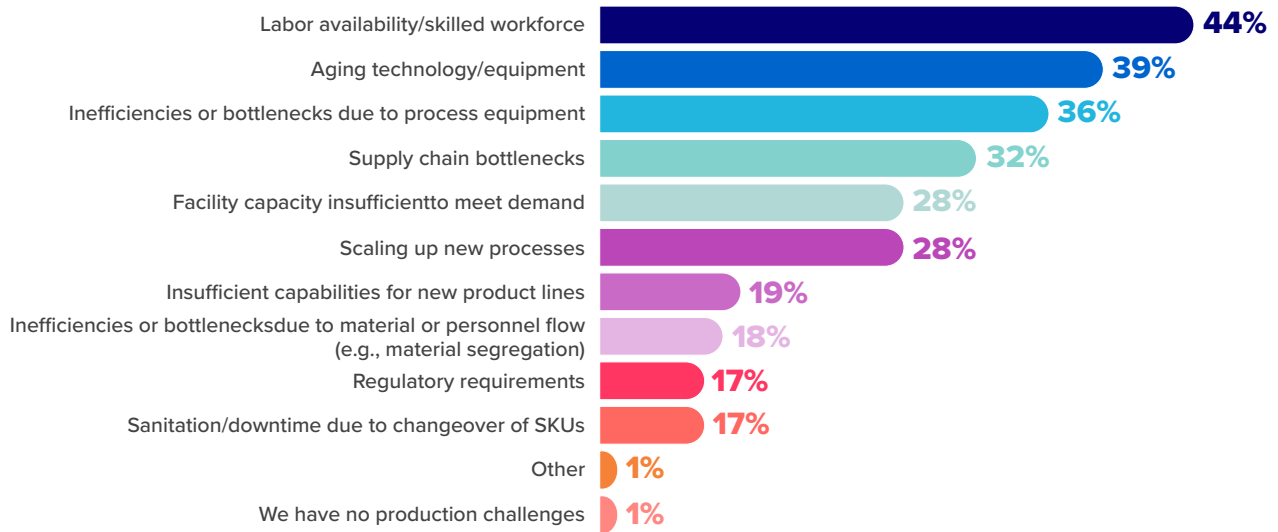 Labor availability/skilled workforce 44%
Aging technology/equipment 39%
Inefficiencies or bottlenecks due to process equipment 36%
Supply chain bottlenecks 32%
Facility capacity insufficientto meet demand 28%
Scaling up new processes 28%
Insufficient capabilities for new product lines 19%
Inefficiencies or bottlenecksdue to material or personnel flow
(e.g., material segregation) 18%
Regulatory requirements 17%
Sanitation/downtime due to changeover of SKUs 17%
Other 1%
We have no production challenges 1%